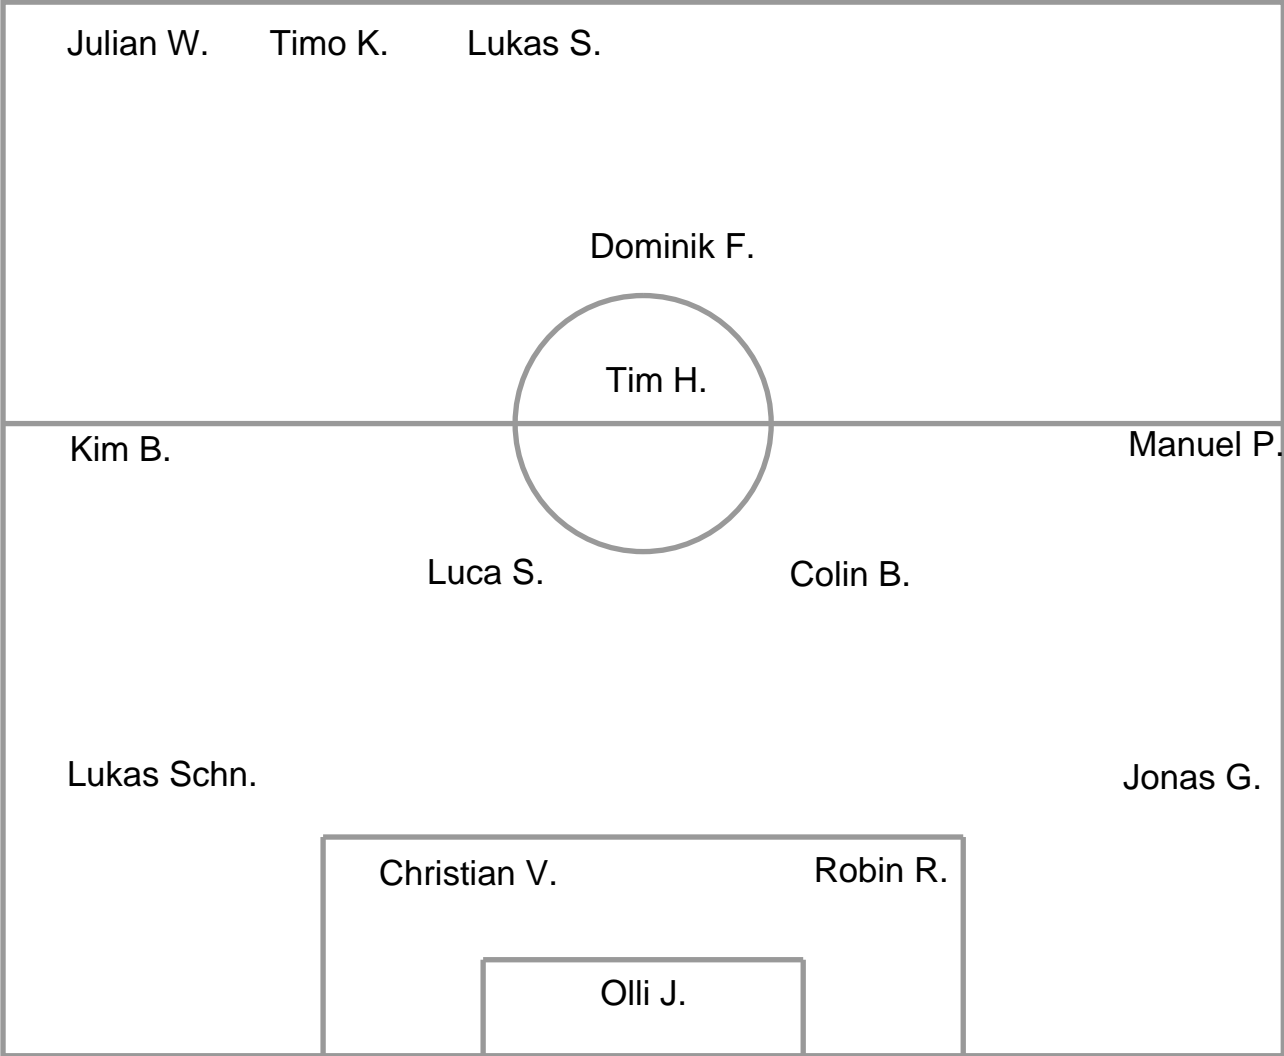 Julian W. Timo K. Lukas S.
Dominik F.
Tim H.
Kim B. Manuel P.
Luca S. Colin B.
Lukas Schn. Jonas G.
Christian V. Robin R.
Olli J.